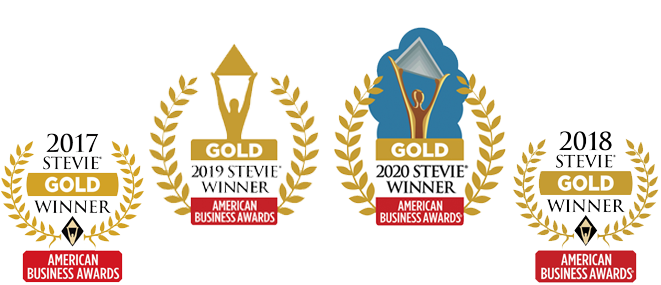 2017
STEVIE®
GOLD
WINNER
AMERICAN
BUSINESS AWARDS
GOLD
2019 STEVIE®
WINNER
AMERICAN
BUSINESS AWARDS
GOLD
2020 STEVIE®
WINNER
AMERICAN
BUSINESS AWARDS®
2018
STEVIE®
GOLD
WINNER
AMERICAN
BUSINESS AWARDS®